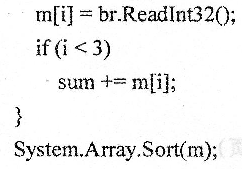 m[i] = br.ReadInt32();
if (i < 3)
sum += m[i];
}
System.Array.Sort(m);